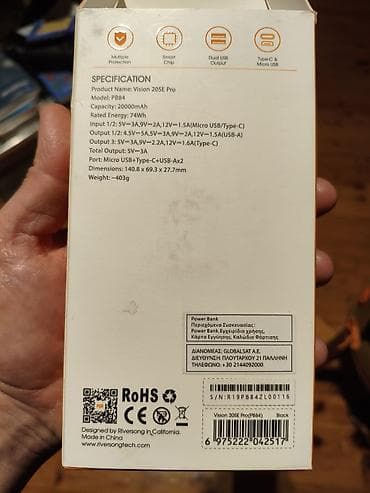 Multiple
Protection
Smart
Chip
Dual USB
Output
Type-C &
Micro USB
SPECIFICATION
Product Name: Vision 20SE Pro
Model: PB84
Capacity: 20000mAh
Rated Energy: 74Wh
Input 1/2: 5V⎓3A,9V⎓2A,12V⎓1.5A(Micro USB/Type-C)
Output 1/2: 4.5V⎓5A,5V⎓3A,9V⎓2A,12V⎓1.5A(USB-A)
Output 3: 5V⎓3A,9V⎓2.2A,12V⎓1.6A(Type-C)
Total Output: 5V⎓3A
Port: Micro USB+Type-C+USB-Ax2
Dimensions: 140.8 x 69.3 x 27.7mm
Weight: ~403g
Power Bank
Περιεχόμενα Συσκευασίας:
Power Bank, Εγχειρίδιο χρήσης,
Κάρτα Εγγύησης, Καλώδιο Φόρτισης
ΔΙΑΝΟΜΕΑΣ: GLOBALSAT A.E.
ΔΙΕΥΘΥΝΣΗ ΠΛΟΥΤΑΡΧΟΥ 21 ΠΑΛΛΗΝΗ
ΤΗΛΕΦΩΝΟ: +30 2144092000
S/N:R19PB84ZL00116
RoHS
CE
Designed by Riversong in California.
Made in China
www.riversongtech.com
Vision 20SE Pro(PB84) Black
6 975222 042517